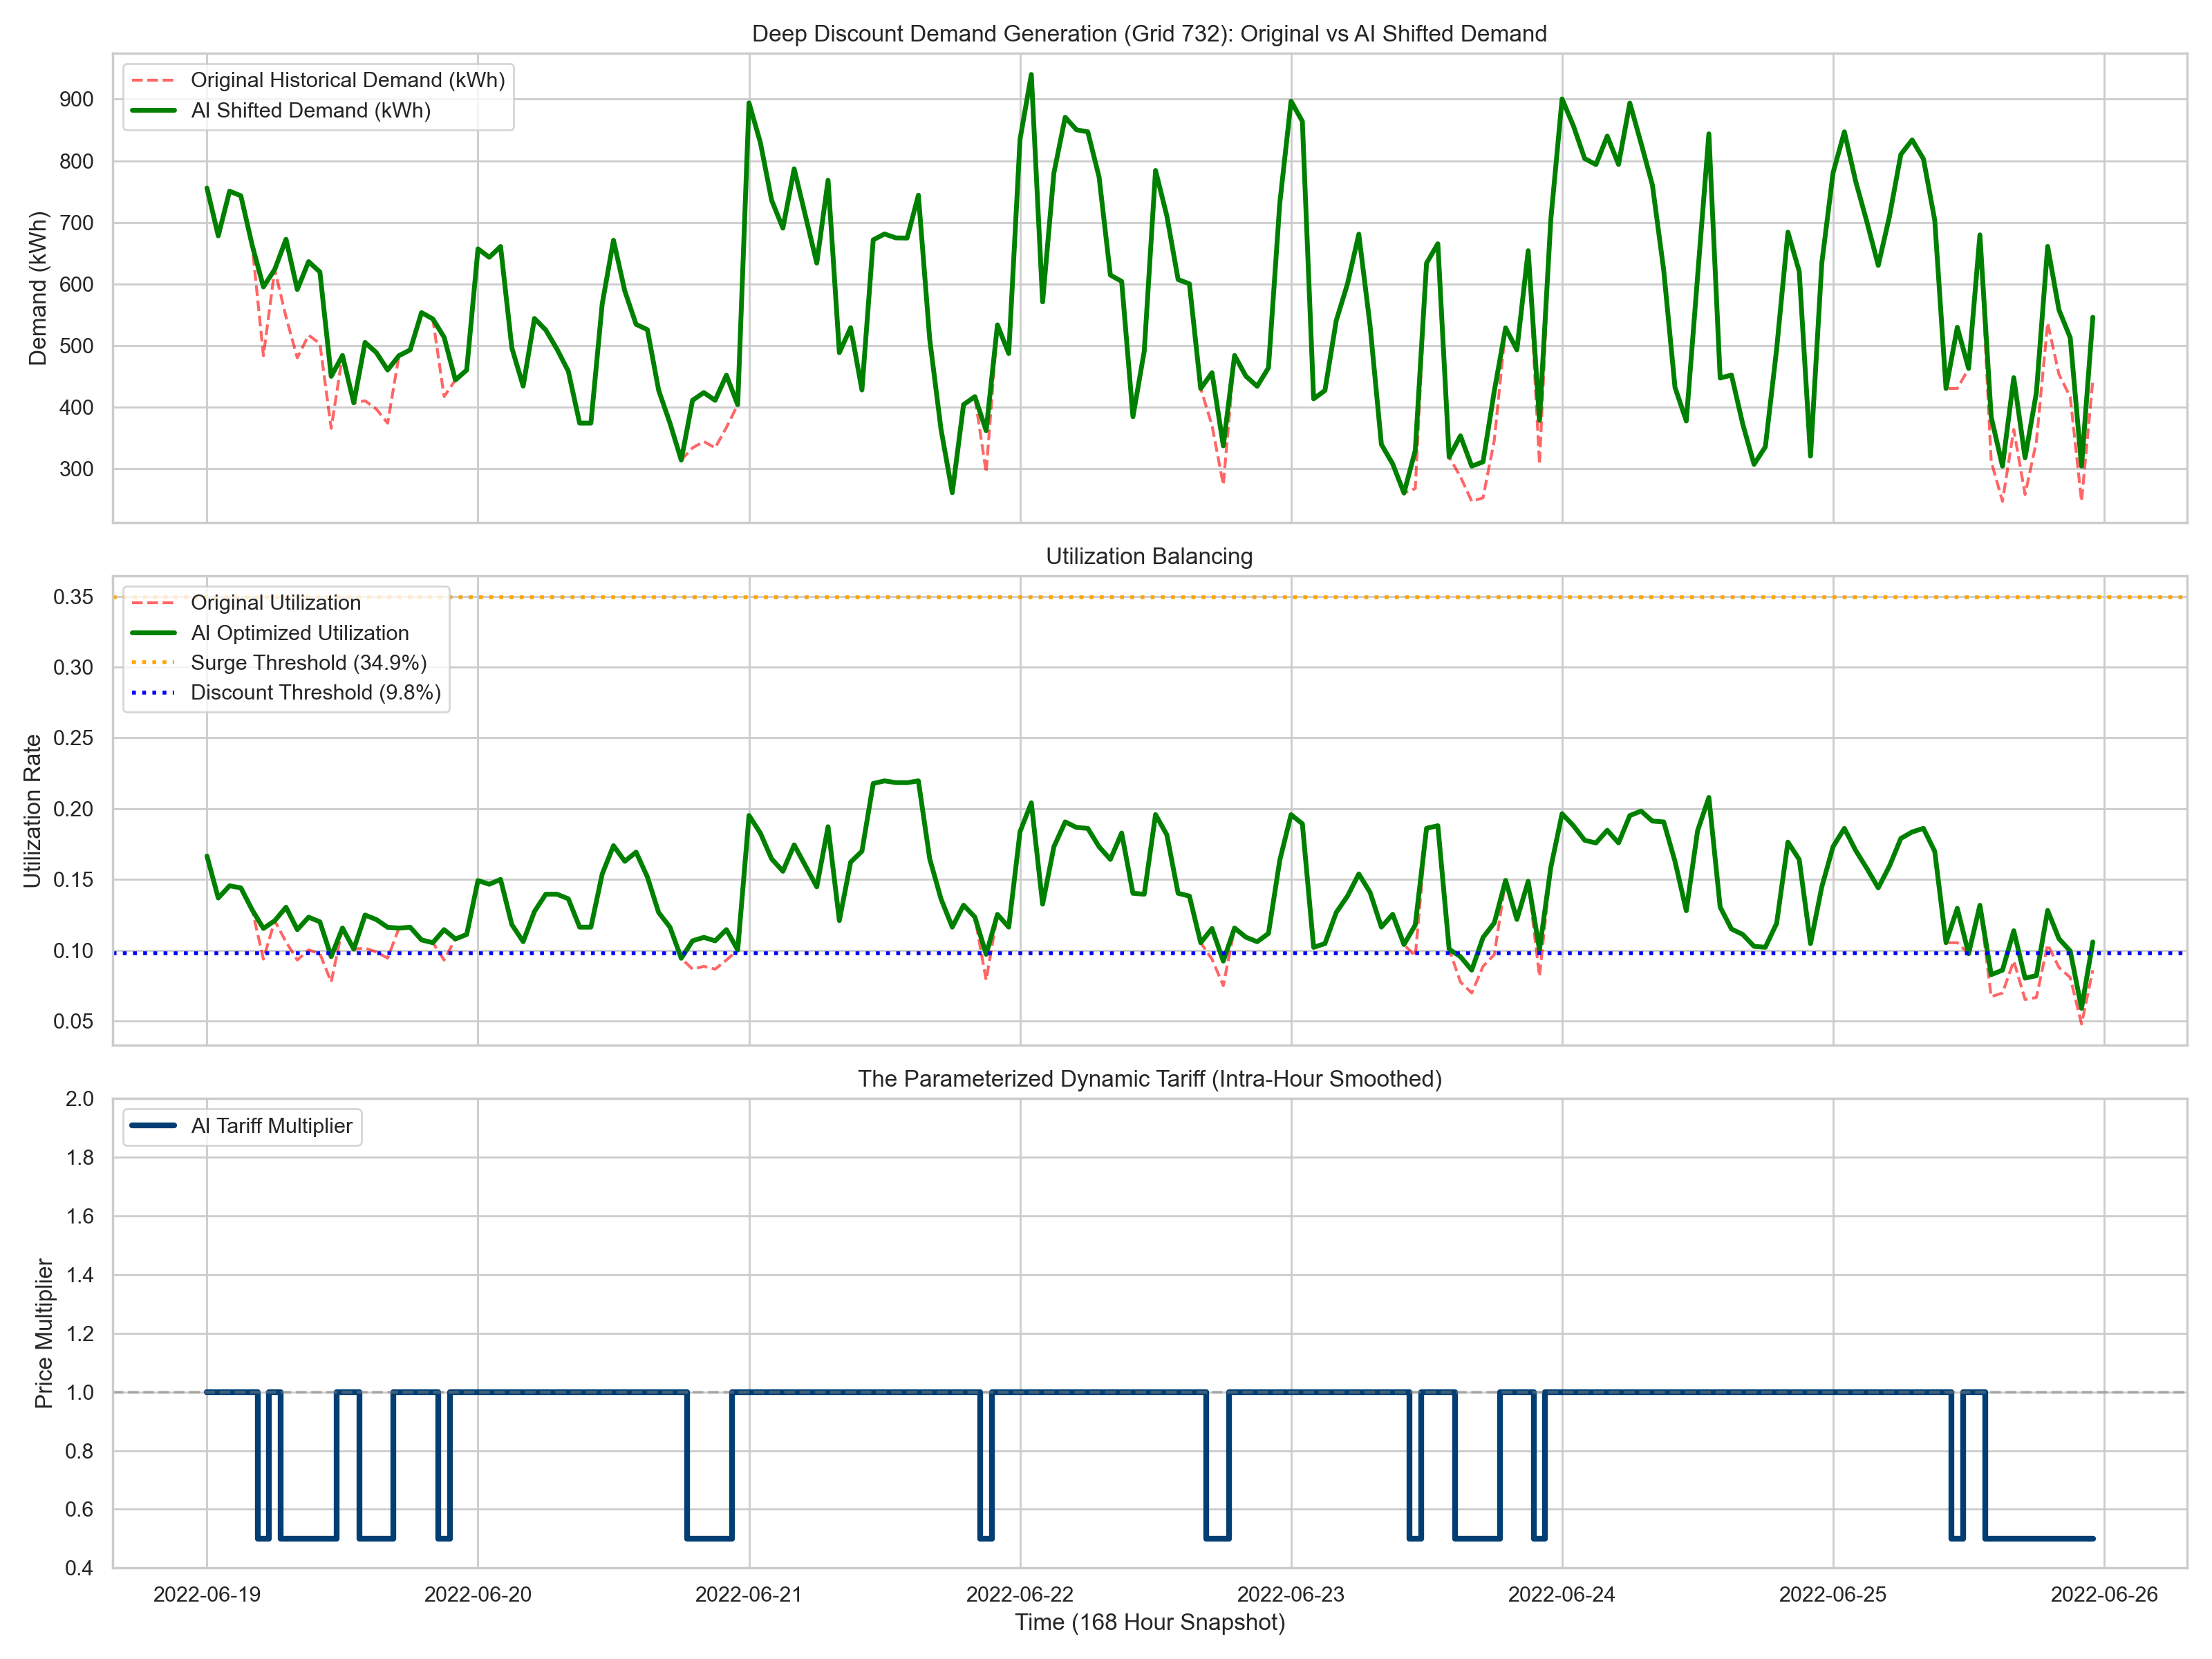 Deep Discount Demand Generation (Grid 732): Original vs AI Shifted Demand
Original Historical Demand (kWh)
AI Shifted Demand (kWh)
Demand (kWh)
900
800
700
600
500
400
300
Utilization Balancing
Original Utilization
AI Optimized Utilization
Surge Threshold (34.9%)
Discount Threshold (9.8%)
Utilization Rate
0.35
0.30
0.25
0.20
0.15
0.10
0.05
The Parameterized Dynamic Tariff (Intra-Hour Smoothed)
AI Tariff Multiplier
Price Multiplier
2.0
1.8
1.6
1.4
1.2
1.0
0.8
0.6
0.4
2022-06-19
2022-06-20
2022-06-21
2022-06-22
2022-06-23
2022-06-24
2022-06-25
2022-06-26
Time (168 Hour Snapshot)